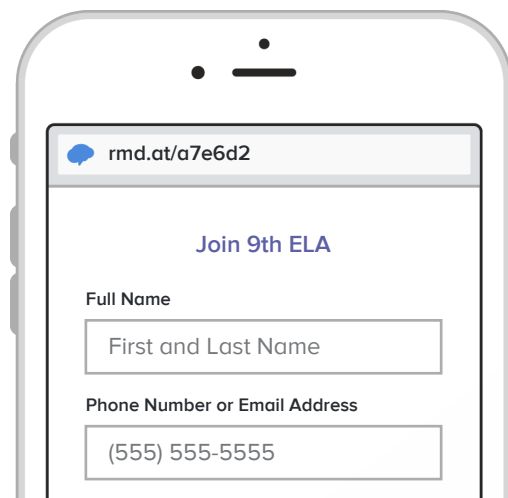 rmd.at/a7e6d2
Join 9th ELA
Full Name
First and Last Name
Phone Number or Email Address
(555) 555-5555